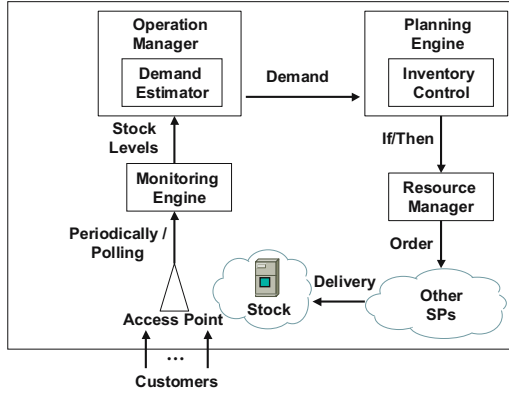 Operation
Manager
Demand
Estimator
Demand
Planning
Engine
Inventory
Control
Stock
Levels
If/Then
Monitoring
Engine
Resource
Manager
Periodically /
Polling
Order
Delivery
Stock
Other
SPs
Access Point
...
Customers